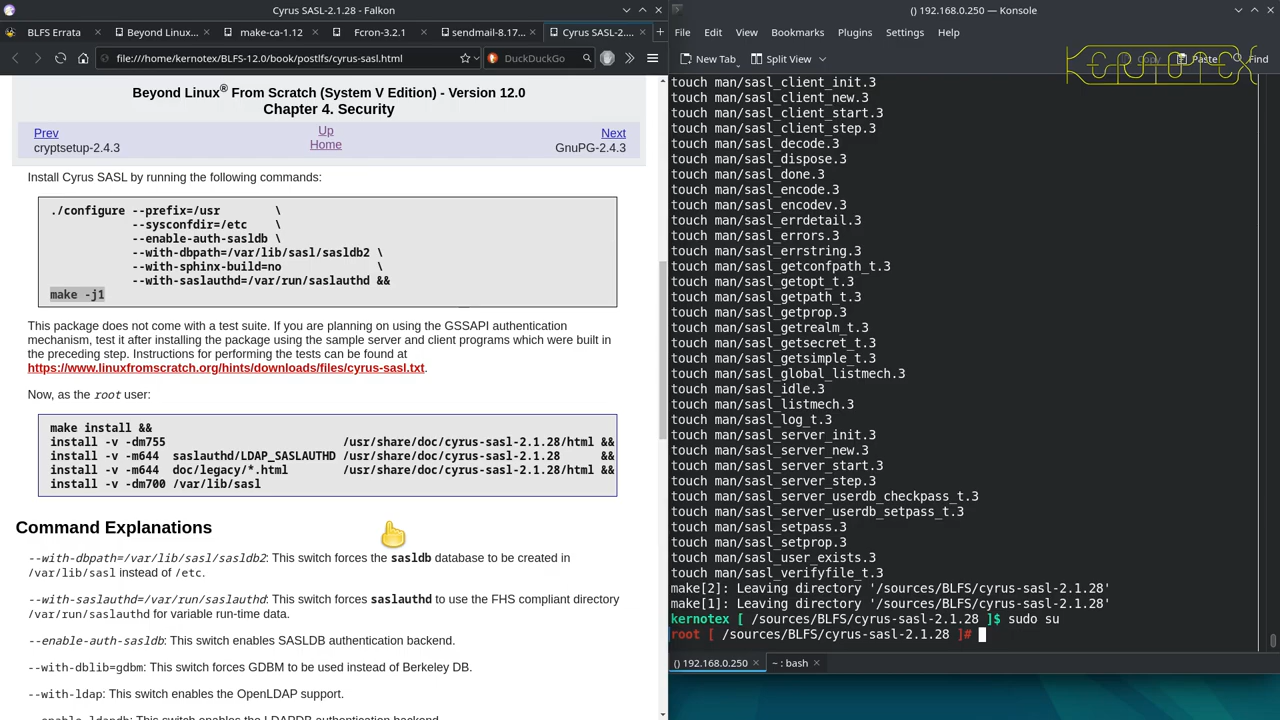 Cyrus SASL-2.1.28 - Falkon
BLFS Errata
Beyond Linux...
make-ca-1.12
Fcron-3.2.1
sendmail-8.17...
Cyrus SASL-2....
file:///home/kernotex/BLFS-12.0/book/postlfs/cyrus-sasl.html
DuckDuckGo
Beyond Linux® From Scratch (System V Edition) - Version 12.0
Chapter 4. Security
Prev
Up
Next
cryptsetup-2.4.3
Home
GnuPG-2.4.3
Install Cyrus SASL by running the following commands:
./configure --prefix=/usr \
--sysconfdir=/etc \
--enable-auth-sasldb \
--with-dbpath=/var/lib/sasl/sasldb2 \
--with-sphinx-build=no \
--with-saslauthd=/var/run/saslauthd &&
make -j1
This package does not come with a test suite. If you are planning on using the GSSAPI authentication
mechanism, test it after installing the package using the sample server and client programs which were built in
the preceding step. Instructions for performing the tests can be found at
https://www.linuxfromscratch.org/hints/downloads/files/cyrus-sasl.txt.
Now, as the root user:
make install &&
install -v -dm755 /usr/share/doc/cyrus-sasl-2.1.28/html &&
install -v -m644 saslauthd/LDAP_SASLAUTHD /usr/share/doc/cyrus-sasl-2.1.28 &&
install -v -m644 doc/legacy/*.html /usr/share/doc/cyrus-sasl-2.1.28/html &&
install -v -dm700 /var/lib/sasl
Command Explanations
--with-dbpath=/var/lib/sasl/sasldb2: This switch forces the sasldb database to be created in
/var/lib/sasl instead of /etc.
--with-saslauthd=/var/run/saslauthd: This switch forces saslauthd to use the FHS compliant directory
/var/run/saslauthd for variable run-time data.
--enable-auth-sasldb: This switch enables SASLDB authentication backend.
--with-dblib=gdbm: This switch forces GDBM to be used instead of Berkeley DB.
--with-ldap: This switch enables the OpenLDAP support.
--enable-ldapdb: This switch enables the LDAPDB authentication backend.
() 192.168.0.250 — Konsole
File
Edit
View
Bookmarks
Plugins
Settings
Help
New Tab
Split View
Copy
Paste
Find
KernoteX
touch man/sasl_client_init.3
touch man/sasl_client_new.3
touch man/sasl_client_start.3
touch man/sasl_client_step.3
touch man/sasl_decode.3
touch man/sasl_dispose.3
touch man/sasl_done.3
touch man/sasl_encode.3
touch man/sasl_encodev.3
touch man/sasl_errdetail.3
touch man/sasl_errors.3
touch man/sasl_errstring.3
touch man/sasl_getconfpath_t.3
touch man/sasl_getopt_t.3
touch man/sasl_getpath_t.3
touch man/sasl_getprop.3
touch man/sasl_getrealm_t.3
touch man/sasl_getsecret_t.3
touch man/sasl_getsimple_t.3
touch man/sasl_global_listmech.3
touch man/sasl_idle.3
touch man/sasl_listmech.3
touch man/sasl_log_t.3
touch man/sasl_server_init.3
touch man/sasl_server_new.3
touch man/sasl_server_start.3
touch man/sasl_server_step.3
touch man/sasl_server_userdb_checkpass_t.3
touch man/sasl_server_userdb_setpass_t.3
touch man/sasl_setpass.3
touch man/sasl_setprop.3
touch man/sasl_user_exists.3
touch man/sasl_verifyfile_t.3
make[2]: Leaving directory '/sources/BLFS/cyrus-sasl-2.1.28'
make[1]: Leaving directory '/sources/BLFS/cyrus-sasl-2.1.28'
kernotex [ /sources/BLFS/cyrus-sasl-2.1.28 ]$ sudo su
root [ /sources/BLFS/cyrus-sasl-2.1.28 ]#
() 192.168.0.250
~ : bash